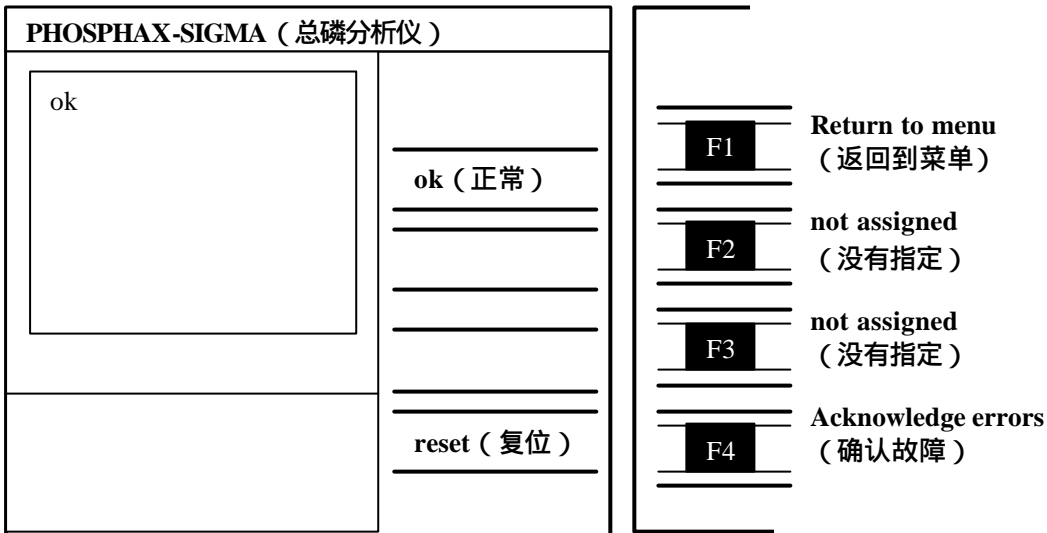 PHOSPHAX-SIGMA（总磷分析仪）
ok
ok（正常）
reset（复位）
F1
Return to menu
（返回到菜单）
F2
not assigned
（没有指定）
F3
not assigned
（没有指定）
F4
Acknowledge errors
（确认故障）